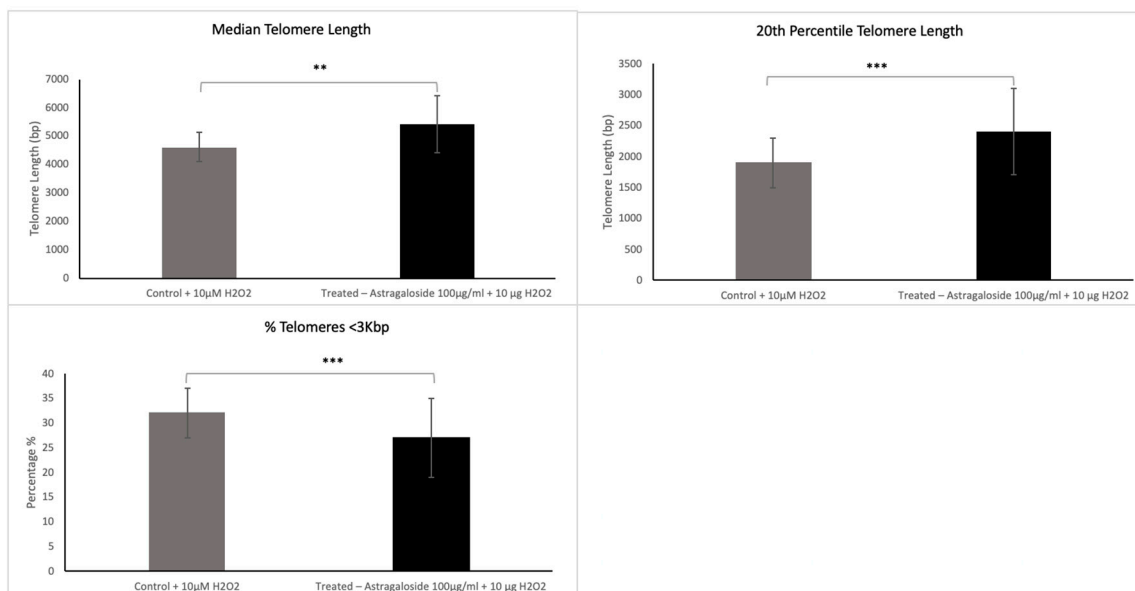 Median Telomere Length
**
7000
6000
5000
4000
3000
2000
1000
0
Telomere Length (bp)
Control + 10µM H2O2
Treated – Astragaloside 100µg/ml + 10 µg H2O2
20th Percentile Telomere Length
***
3500
3000
2500
2000
1500
1000
500
0
Telomere Length (bp)
Control + 10µM H2O2
Treated – Astragaloside 100µg/ml + 10 µg H2O2
% Telomeres <3Kbp
***
40
35
30
25
20
15
10
5
0
Percentage %
Control + 10µM H2O2
Treated – Astragaloside 100µg/ml + 10 µg H2O2